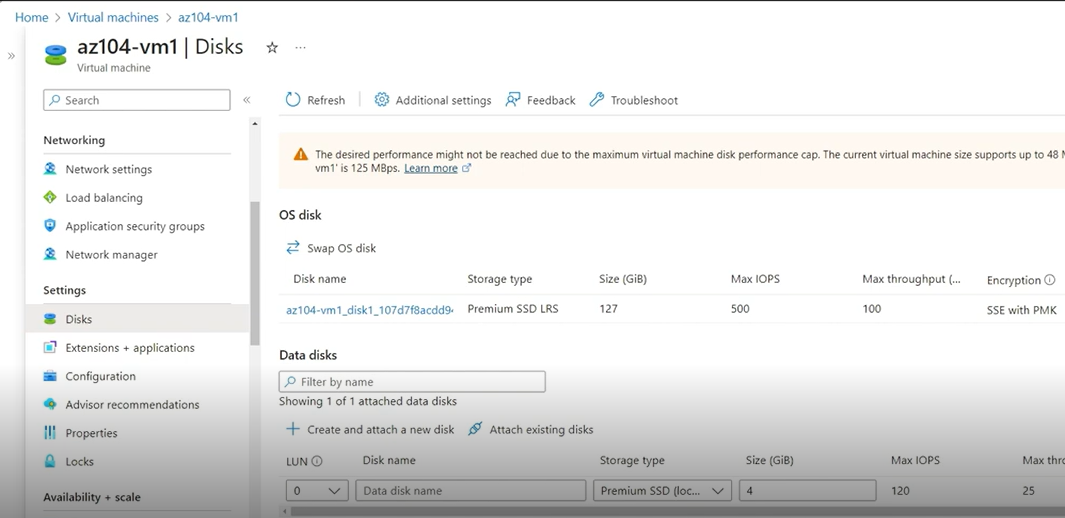 Home > Virtual machines > az104-vm1
az104-vm1 | Disks
Virtual machine
Search
Refresh
Additional settings
Feedback
Troubleshoot
The desired performance might not be reached due to the maximum virtual machine disk performance cap. The current virtual machine size supports up to 48 M
vm1' is 125 MBps. Learn more
Networking
Network settings
Load balancing
Application security groups
Network manager
Settings
Disks
Extensions + applications
Configuration
Advisor recommendations
Properties
Locks
Availability + scale
OS disk
Swap OS disk
Disk name Storage type Size (GiB) Max IOPS Max throughput (... Encryption
az104-vm1_disk1_107d7f8acdd9 Premium SSD LRS 127 500 100 SSE with PMK
Data disks
Filter by name
Showing 1 of 1 attached data disks
Create and attach a new disk
Attach existing disks
LUN Disk name Storage type Size (GiB) Max IOPS Max thro
0 Data disk name Premium SSD (loc... 4 120 25